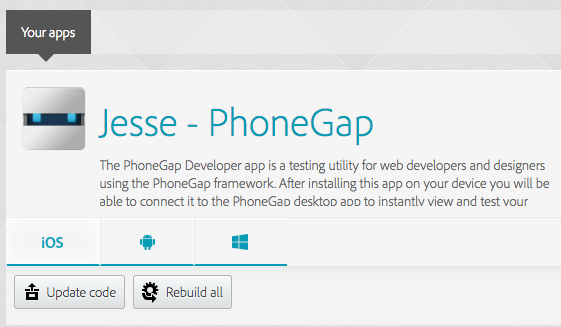 Your apps
Jesse - PhoneGap
The PhoneGap Developer app is a testing utility for web developers and designers
using the PhoneGap framework. After installing this app on your device you will be
able to connect it to the PhoneGap desktop app to instantly view and test your
iOS
Update code Rebuild all